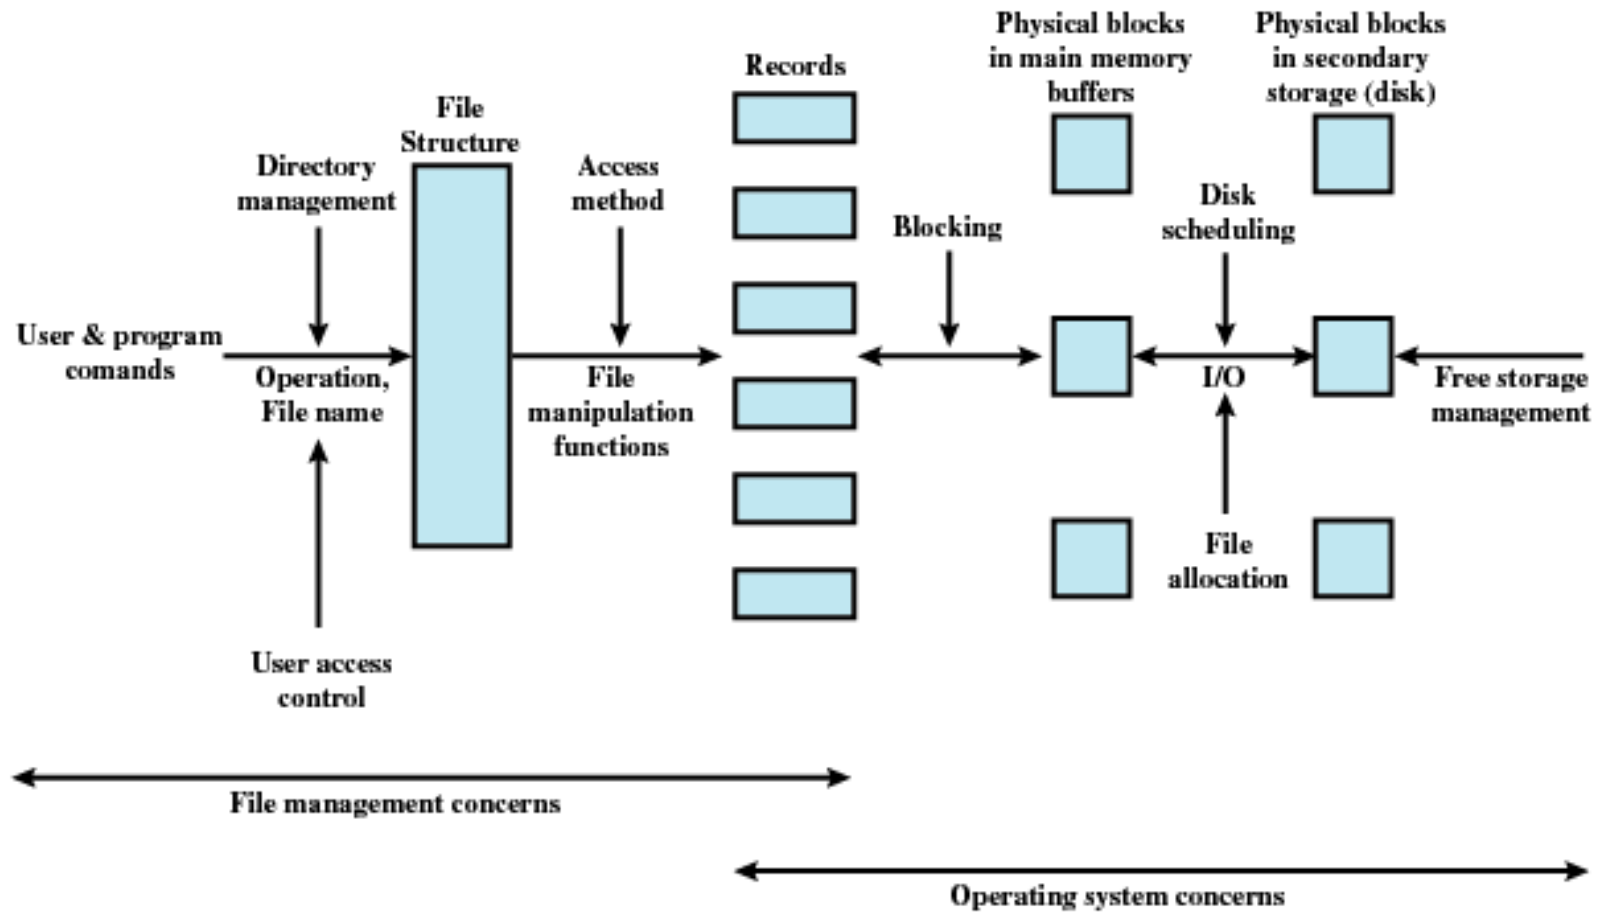 Physical blocks
in main memory
buffers
Physical blocks
in secondary
storage (disk)
Records
File
Structure
Directory
management
Access
method
Blocking
Disk
scheduling
User & program
comands
Operation,
File name
File
manipulation
functions
I/O
Free storage
management
File
allocation
User access
control
File management concerns
Operating system concerns